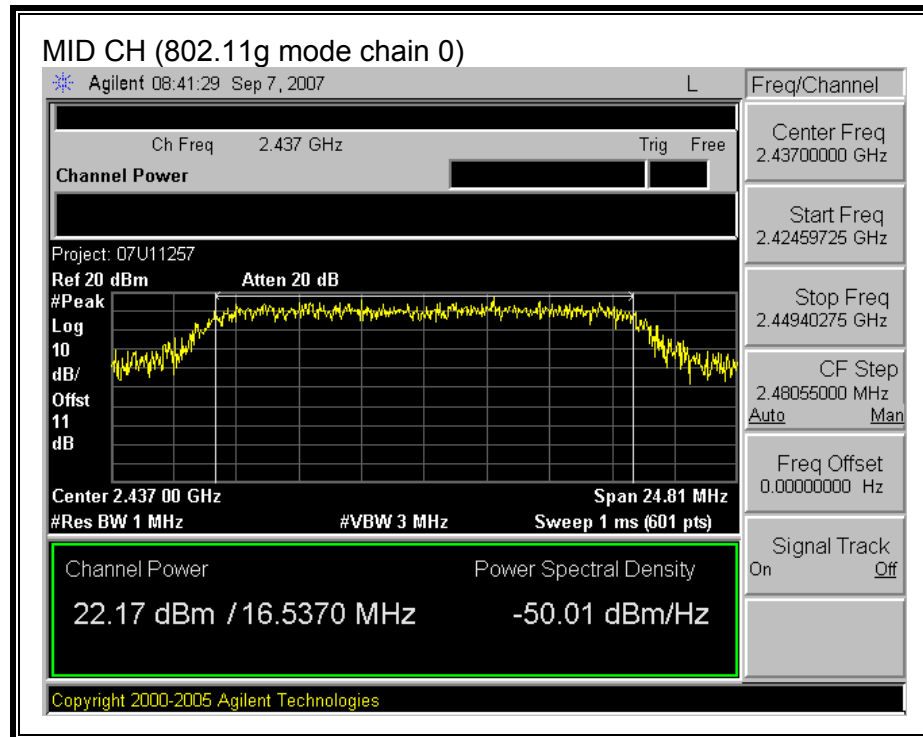 MID CH (802.11g mode chain 0)
Agilent 08:41:29 Sep 7, 2007 L
Freq/Channel
Ch Freq 2.437 GHz Trig Free
Channel Power
Center Freq
2.43700000 GHz
Start Freq
2.42459725 GHz
Stop Freq
2.44940275 GHz
CF Step
2.48055000 MHz
Auto Man
Freq Offset
0.00000000 Hz
Signal Track
On Off
Project: 07U11257
Ref 20 dBm Atten 20 dB
#Peak
Log
10
dB/
Offst
11
dB
Center 2.437 00 GHz Span 24.81 MHz
#Res BW 1 MHz #VBW 3 MHz Sweep 1 ms (601 pts)
Channel Power Power Spectral Density
22.17 dBm / 16.5370 MHz -50.01 dBm/Hz
Copyright 2000-2005 Agilent Technologies